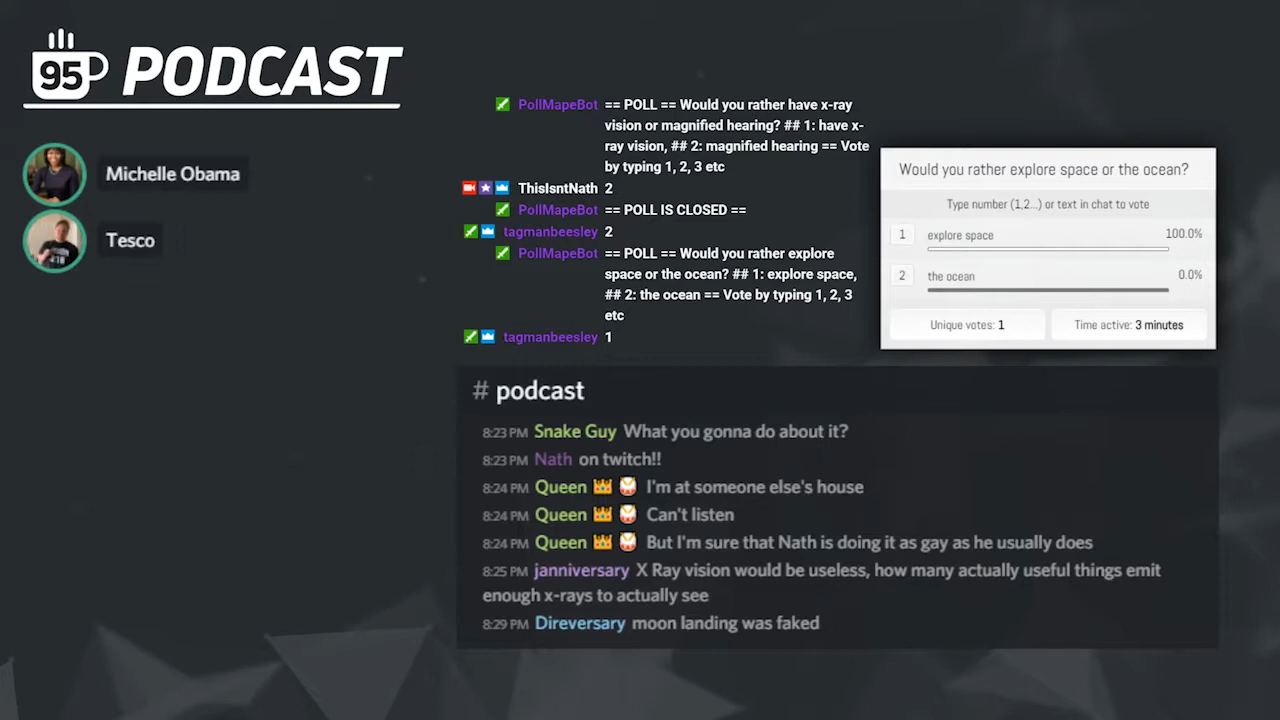 95 PODCAST
Michelle Obama
Tesco
PollMapeBot == POLL == Would you rather have x-ray
vision or magnified hearing? ## 1: have x-
ray vision, ## 2: magnified hearing == Vote
by typing 1, 2, 3 etc
ThisIsntNath 2
PollMapeBot == POLL IS CLOSED ==
tagmanbeesley 2
PollMapeBot == POLL == Would you rather explore
space or the ocean? ## 1: explore space,
## 2: the ocean == Vote by typing 1, 2, 3
etc
tagmanbeesley 1
Would you rather explore space or the ocean?
Type number (1,2...) or text in chat to vote
1 explore space 100.0%
2 the ocean 0.0%
Unique votes: 1 Time active: 3 minutes
# podcast
8:23 PM Snake Guy What you gonna do about it?
8:23 PM Nath on twitch!!
8:24 PM Queen 👑 🥁 I'm at someone else's house
8:24 PM Queen 👑 🥁 Can't listen
8:24 PM Queen 👑 🥁 But I'm sure that Nath is doing it as gay as he usually does
8:25 PM janniversary X Ray vision would be useless, how many actually useful things emit
enough x-rays to actually see
8:29 PM Direversary moon landing was faked